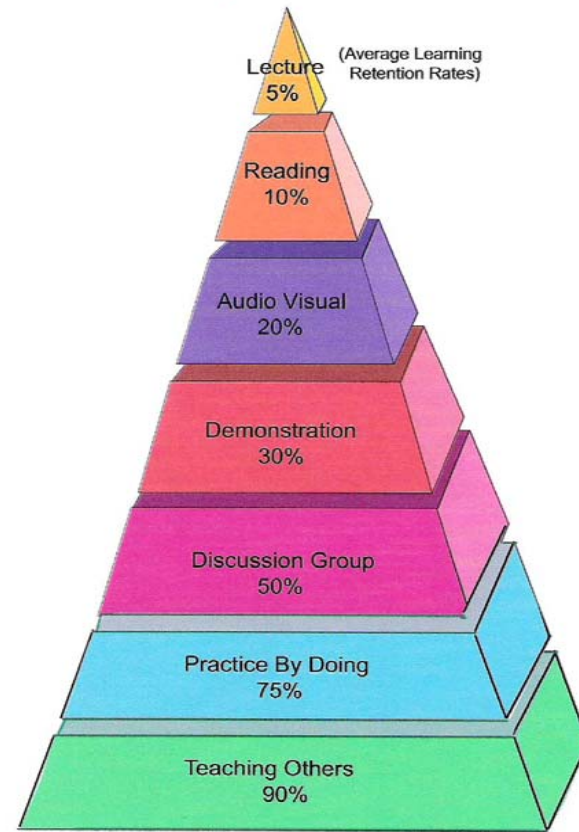 Lecture
5%
(Average Learning
Retention Rates)
Reading
10%
Audio Visual
20%
Demonstration
30%
Discussion Group
50%
Practice By Doing
75%
Teaching Others
90%